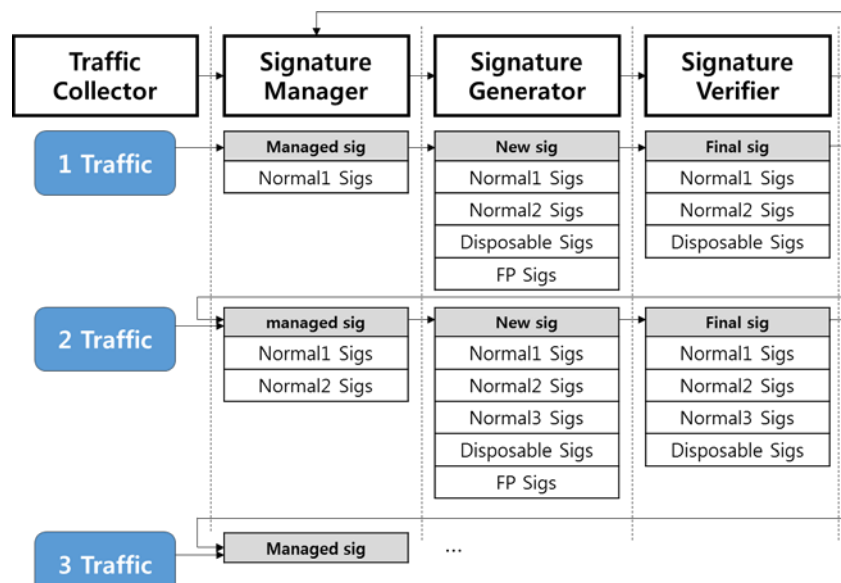 Traffic
Collector
Signature
Manager
Signature
Generator
Signature
Verifier
1 Traffic
Managed sig
Normal1 Sigs
New sig
Normal1 Sigs
Normal2 Sigs
Disposable Sigs
FP Sigs
Final sig
Normal1 Sigs
Normal2 Sigs
Disposable Sigs
2 Traffic
managed sig
Normal1 Sigs
Normal2 Sigs
New sig
Normal1 Sigs
Normal2 Sigs
Normal3 Sigs
Disposable Sigs
FP Sigs
Final sig
Normal1 Sigs
Normal2 Sigs
Normal3 Sigs
Disposable Sigs
3 Traffic
Managed sig
...